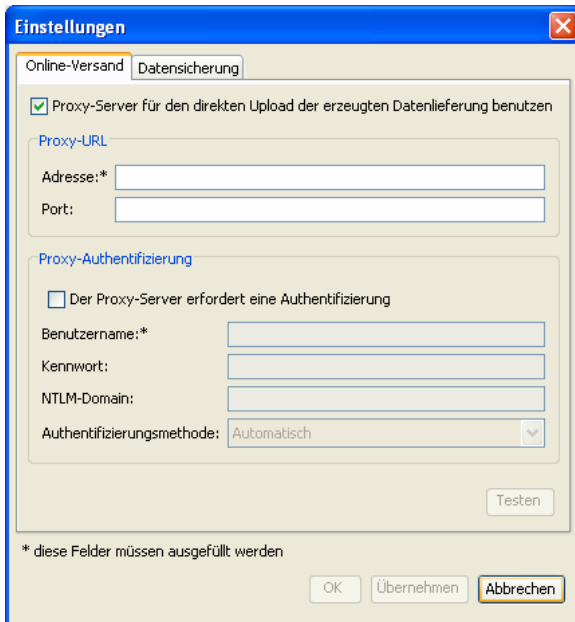 Einstellungen
Online-Versand Datensicherung
Proxy-Server für den direkten Upload der erzeugten Datenlieferung benutzen
Proxy-URL
Adresse:*
Port:
Proxy-Authentifizierung
Der Proxy-Server erfordert eine Authentifizierung
Benutzername:*
Kennwort:
NTLM-Domain:
Authentifizierungsmethode: Automatisch
Testen
* diese Felder müssen ausgefüllt werden
OK Übernehmen Abbrechen